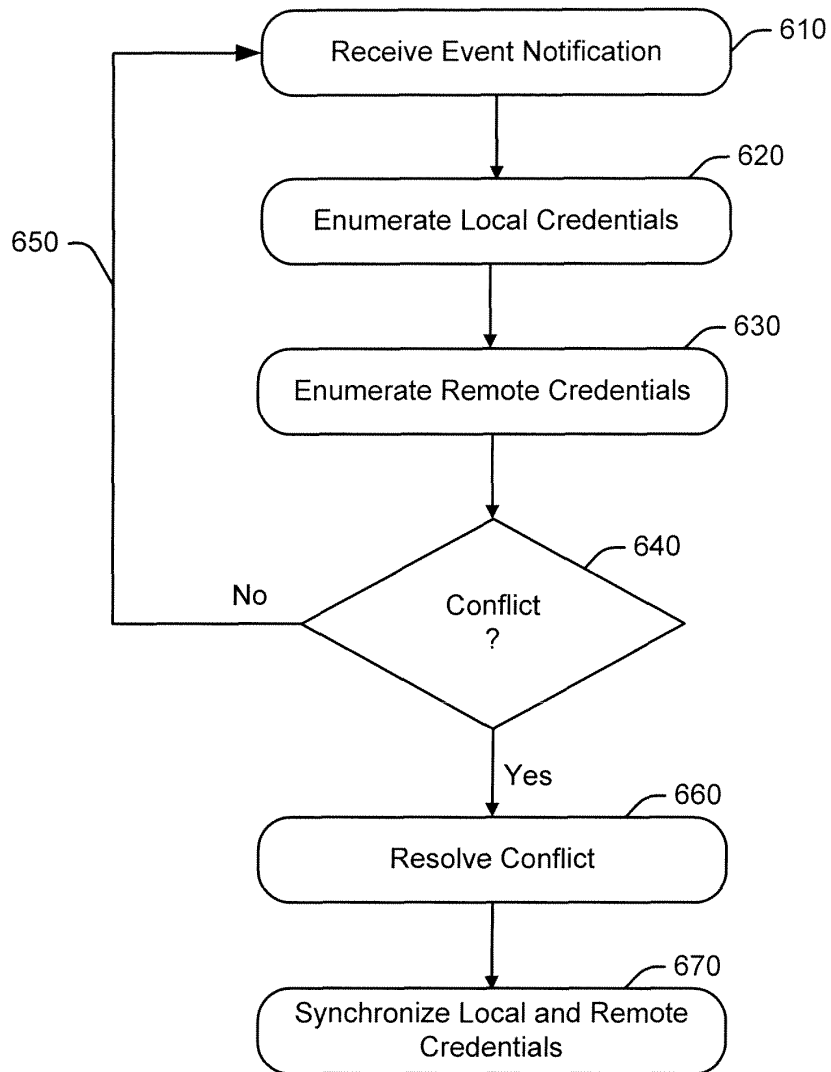 Receive Event Notification
610
620
Enumerate Local Credentials
650
630
Enumerate Remote Credentials
640
Conflict
?
No
Yes
660
Resolve Conflict
670
Synchronize Local and Remote
Credentials